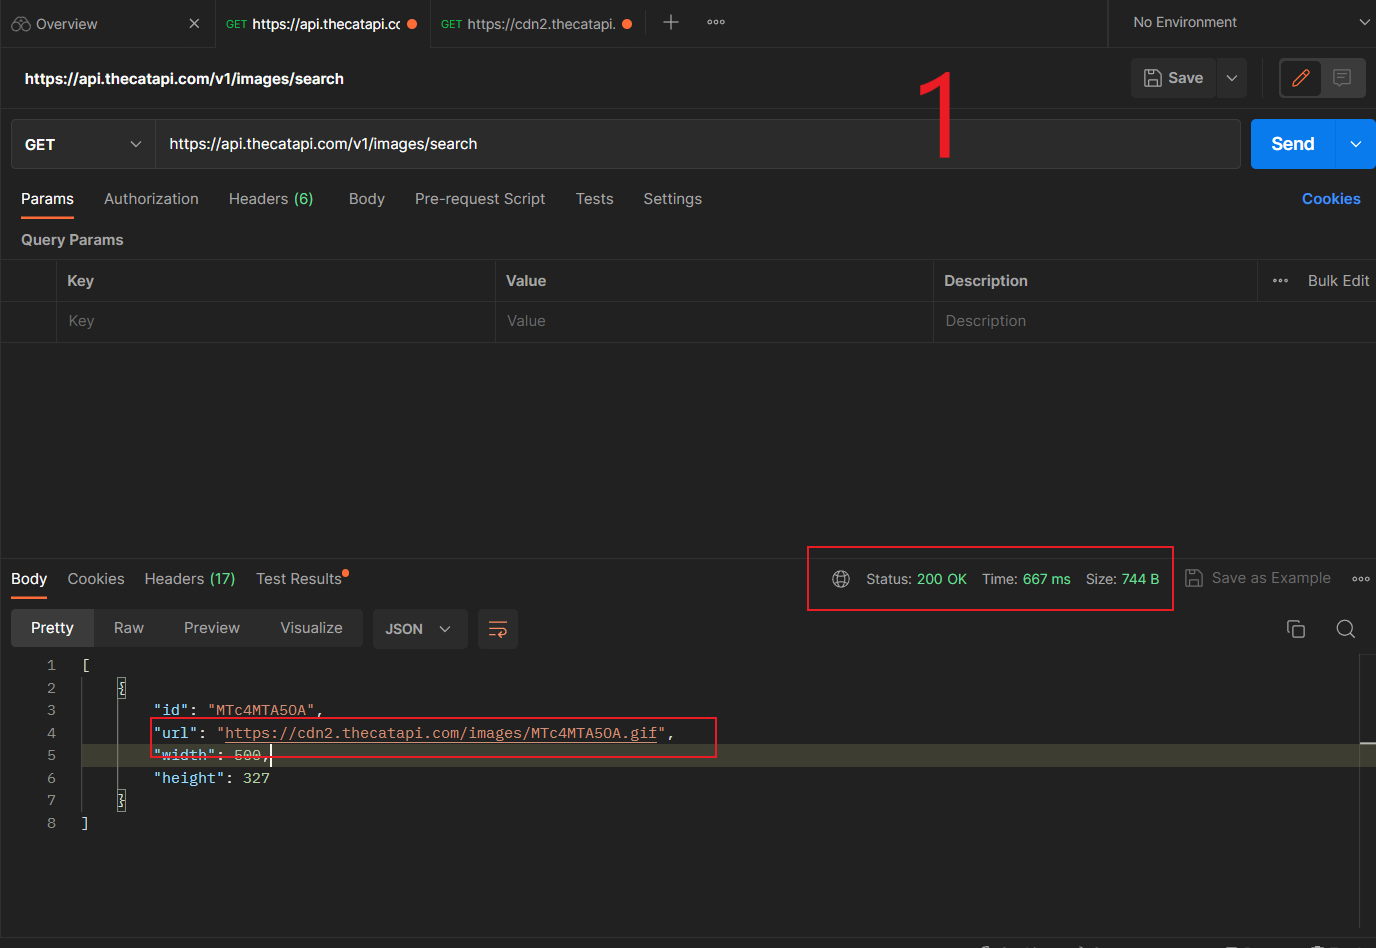 Overview
GET https://api.thecatapi.cc
GET https://cdn2.thecatapi.
No Environment
https://api.thecatapi.com/v1/images/search
Save
1
GET
https://api.thecatapi.com/v1/images/search
Send
Params Authorization Headers (6) Body Pre-request Script Tests Settings Cookies
Query Params
Key Value Description Bulk Edit
Key Value Description
Body Cookies Headers (17) Test Results
Status: 200 OK Time: 667 ms Size: 744 B
Save as Example
Pretty Raw Preview Visualize JSON
1 [
2 {
3 "id": "MTc4MTA5OA",
4 "url": "https://cdn2.thecatapi.com/images/MTc4MTA5OA.gif",
5 "width": 500,
6 "height": 327
7 }
8 ]